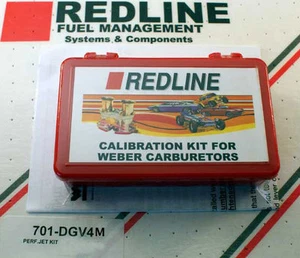 REDLINE
FUEL MANAGEMENT
Systems & Components
REDLINE
CALIBRATION KIT FOR
WEBER CARBURETORS
701-DGV4M
PERF.JET KIT